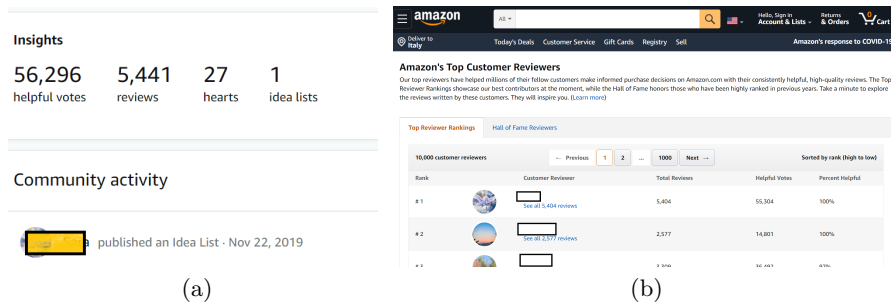 Insights
56,296 5,441 27 1
helpful votes reviews hearts idea lists
Community activity
published an Idea List · Nov 22, 2019
(a)
amazon
All
Hello, Sign in
Account & Lists
Returns
& Orders
0
Cart
Deliver to
Italy
Today's Deals Customer Service Gift Cards Registry Sell
Amazon's response to COVID-19
Amazon's Top Customer Reviewers
Our top reviewers have helped millions of their fellow customers make informed purchase decisions on Amazon.com with their consistently helpful, high-quality reviews. The Top
Reviewer Rankings showcase our best contributors at the moment, while the Hall of Fame honors those who have been highly ranked in previous years. Take a minute to explore
the reviews written by these customers. They will inspire you. (Learn more)
Top Reviewer Rankings Hall of Fame Reviewers
10,000 customer reviewers ← Previous 1 2 ... 1000 Next → Sorted by rank (high to low)
Rank Customer Reviewer Total Reviews Helpful Votes Percent Helpful
# 1 5,404 55,304 100%
See all 5,404 reviews
# 2 2,577 14,801 100%
See all 2,577 reviews
(b)